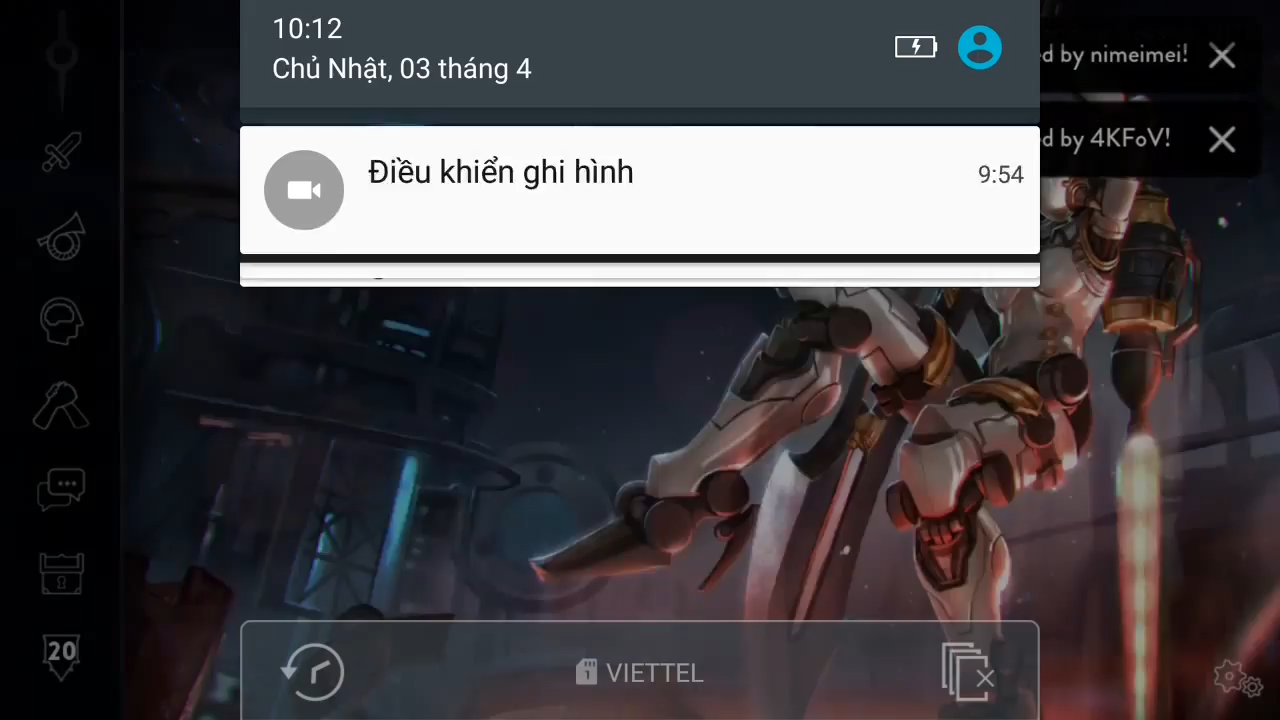 10:12
Chủ Nhật, 03 tháng 4
d by nimeimei!
d by 4KFoV!
Điều khiển ghi hình
9:54
20
1 VIETTEL